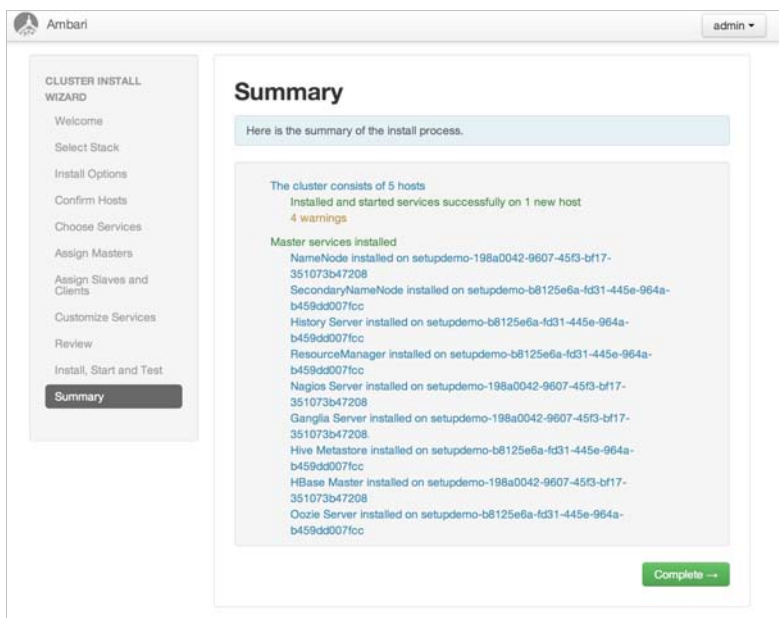 Ambari
admin
CLUSTER INSTALL
WIZARD
Welcome
Select Stack
Install Options
Confirm Hosts
Choose Services
Assign Masters
Assign Slaves and
Clients
Customize Services
Review
Install, Start and Test
Summary
Summary
Here is the summary of the install process.
The cluster consists of 5 hosts
Installed and started services successfully on 1 new host
4 warnings
Master services installed
NameNode installed on setupdemo-198a0042-9607-45f3-bf17-
351073b47208
SecondaryNameNode installed on setupdemo-b8125e6a-fd31-445e-964a-
b459dd007fcc
History Server installed on setupdemo-b8125e6a-fd31-445e-964a-
b459dd007fcc
ResourceManager installed on setupdemo-b8125e6a-fd31-445e-964a-
b459dd007fcc
Nagios Server installed on setupdemo-198a0042-9607-45f3-bf17-
351073b47208
Ganglia Server installed on setupdemo-198a0042-9607-45f3-bf17-
351073b47208.
Hive Metastore installed on setupdemo-b8125e6a-fd31-445e-964a-
b459dd007fcc
HBase Master installed on setupdemo-198a0042-9607-45f3-bf17-
351073b47208
Oozie Server installed on setupdemo-b8125e6a-fd31-445e-964a-
b459dd007fcc
Complete →